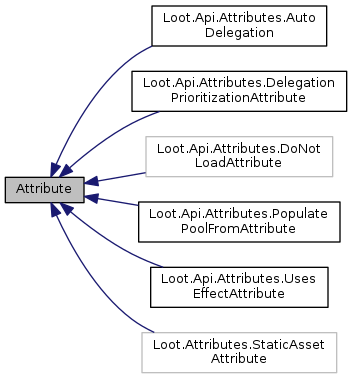 Loot.Api.Attributes.Auto
Delegation
Loot.Api.Attributes.Delegation
PrioritizationAttribute
Loot.Api.Attributes.DoNot
LoadAttribute
Attribute
Loot.Api.Attributes.Populate
PoolFromAttribute
Loot.Api.Attributes.Uses
EffectAttribute
Loot.Attributes.StaticAsset
Attribute